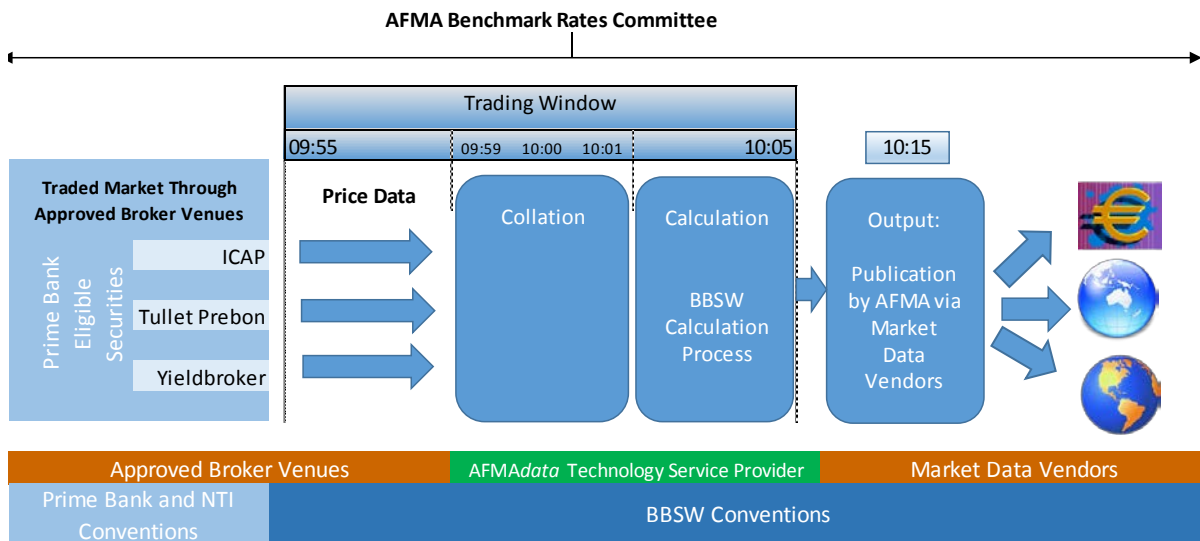 AFMA Benchmark Rates Committee
Trading Window
09:55
09:59
10:00
10:01
10:05
10:15
Traded Market Through
Approved Broker Venues
Prime Bank
Eligible
Securities
ICAP
Tullet Prebon
Yieldbroker
Price Data
Collation
Calculation
BBSW
Calculation
Process
Output:
Publication
by AFMA via
Market
Data
Vendors
Approved Broker Venues
AFMAdata Technology Service Provider
Market Data Vendors
Prime Bank and NTI
Conventions
BBSW Conventions